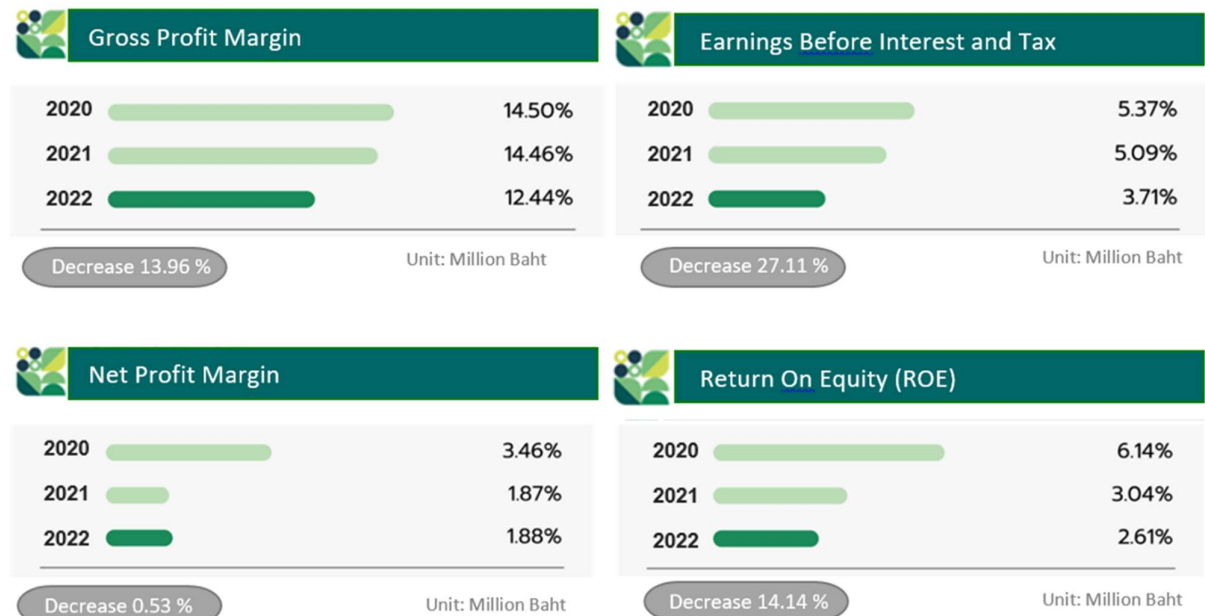 Gross Profit Margin
2020 14.50%
2021 14.46%
2022 12.44%
Decrease 13.96 % Unit: Million Baht
Earnings Before Interest and Tax
2020 5.37%
2021 5.09%
2022 3.71%
Decrease 27.11 % Unit: Million Baht
Net Profit Margin
2020 3.46%
2021 1.87%
2022 1.88%
Decrease 0.53 % Unit: Million Baht
Return On Equity (ROE)
2020 6.14%
2021 3.04%
2022 2.61%
Decrease 14.14 % Unit: Million Baht